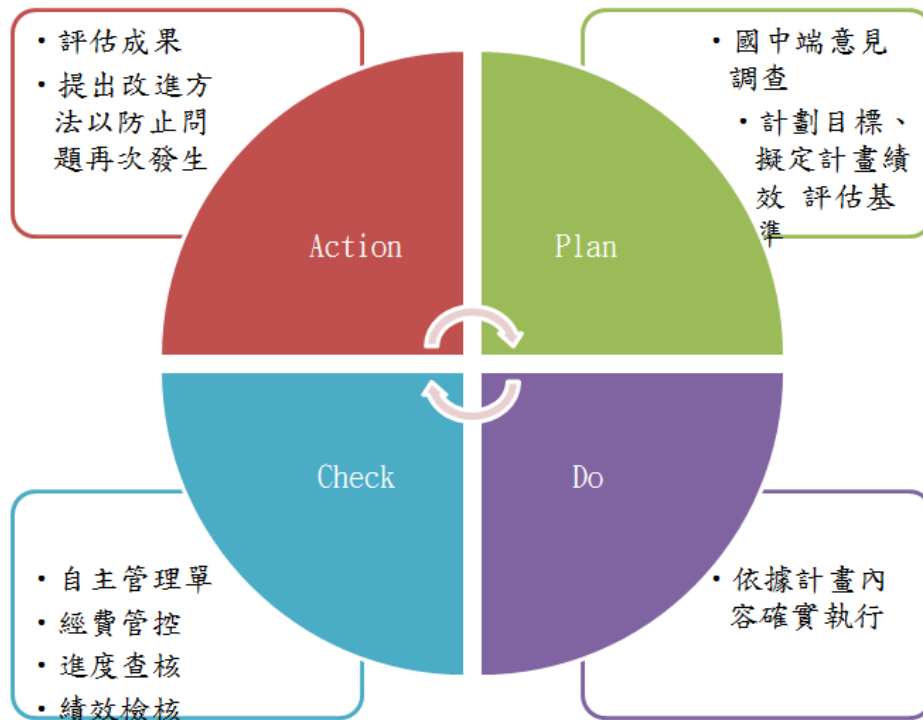 ・評估成果
・提出改進方
法以防止問
題再次發生
・國中端意見
調查
・計劃目標、
擬定計畫績
效 評估基
準
Action
Plan
Check
Do
・自主管理單
・經費管控
・進度查核
・績效檢核
・依據計畫內
容確實執行